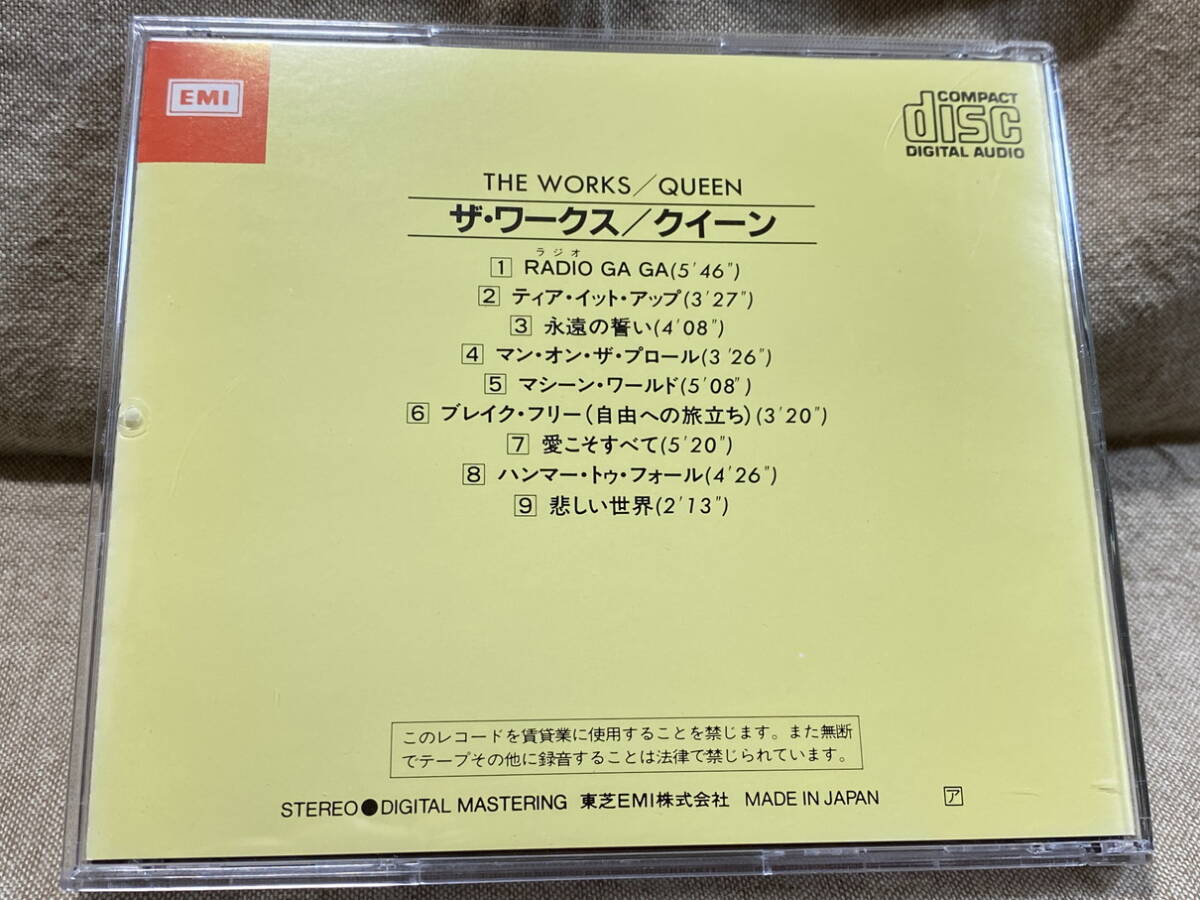 EMI
COMPACT
disc
DIGITAL AUDIO
THE WORKS/QUEEN
ザ・ワークス/クイーン
ラジオ
1 RADIO GA GA(5'46")
2 ティア・イット・アップ(3'27")
3 永遠の誓い(4'08")
4 マン・オン・ザ・プロール(3'26")
5 マシーン・ワールド(5'08")
6 ブレイク・フリー(自由への旅立ち)(3'20")
7 愛こそすべて(5'20")
8 ハンマー・トゥ・フォール(4'26")
9 悲しい世界(2'13")
このレコードを賃貸業に使用することを禁じます。また無断
でテープその他に録音することは法律で禁じられています。
STEREO●DIGITAL MASTERING 東芝EMI株式会社 MADE IN JAPAN ア